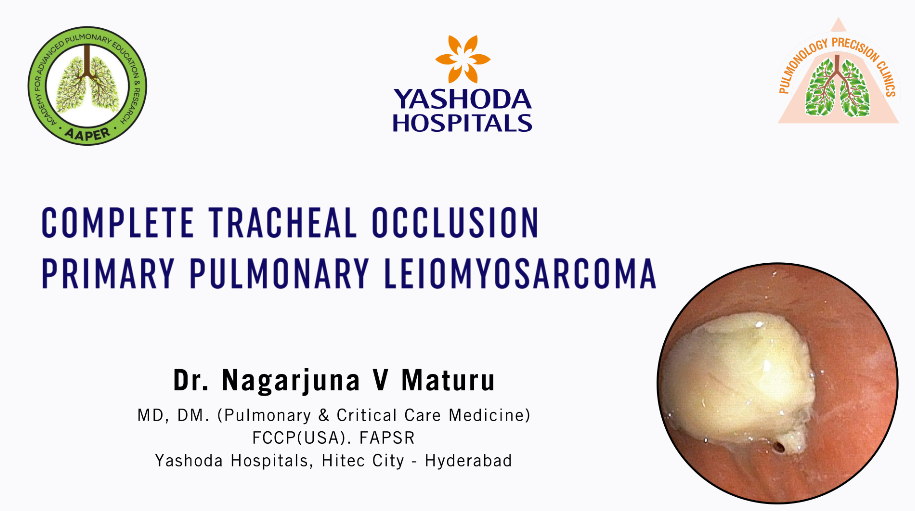 ACADEMY FOR ADVANCED PULMONARY EDUCATION & RESEARCH
· AAPER ·
YASHODA
HOSPITALS
PULMONOLOGY PRECISION CLINICS
COMPLETE TRACHEAL OCCLUSION
PRIMARY PULMONARY LEIOMYOSARCOMA
Dr. Nagarjuna V Maturu
MD, DM. (Pulmonary & Critical Care Medicine)
FCCP(USA). FAPSR
Yashoda Hospitals, Hitec City - Hyderabad